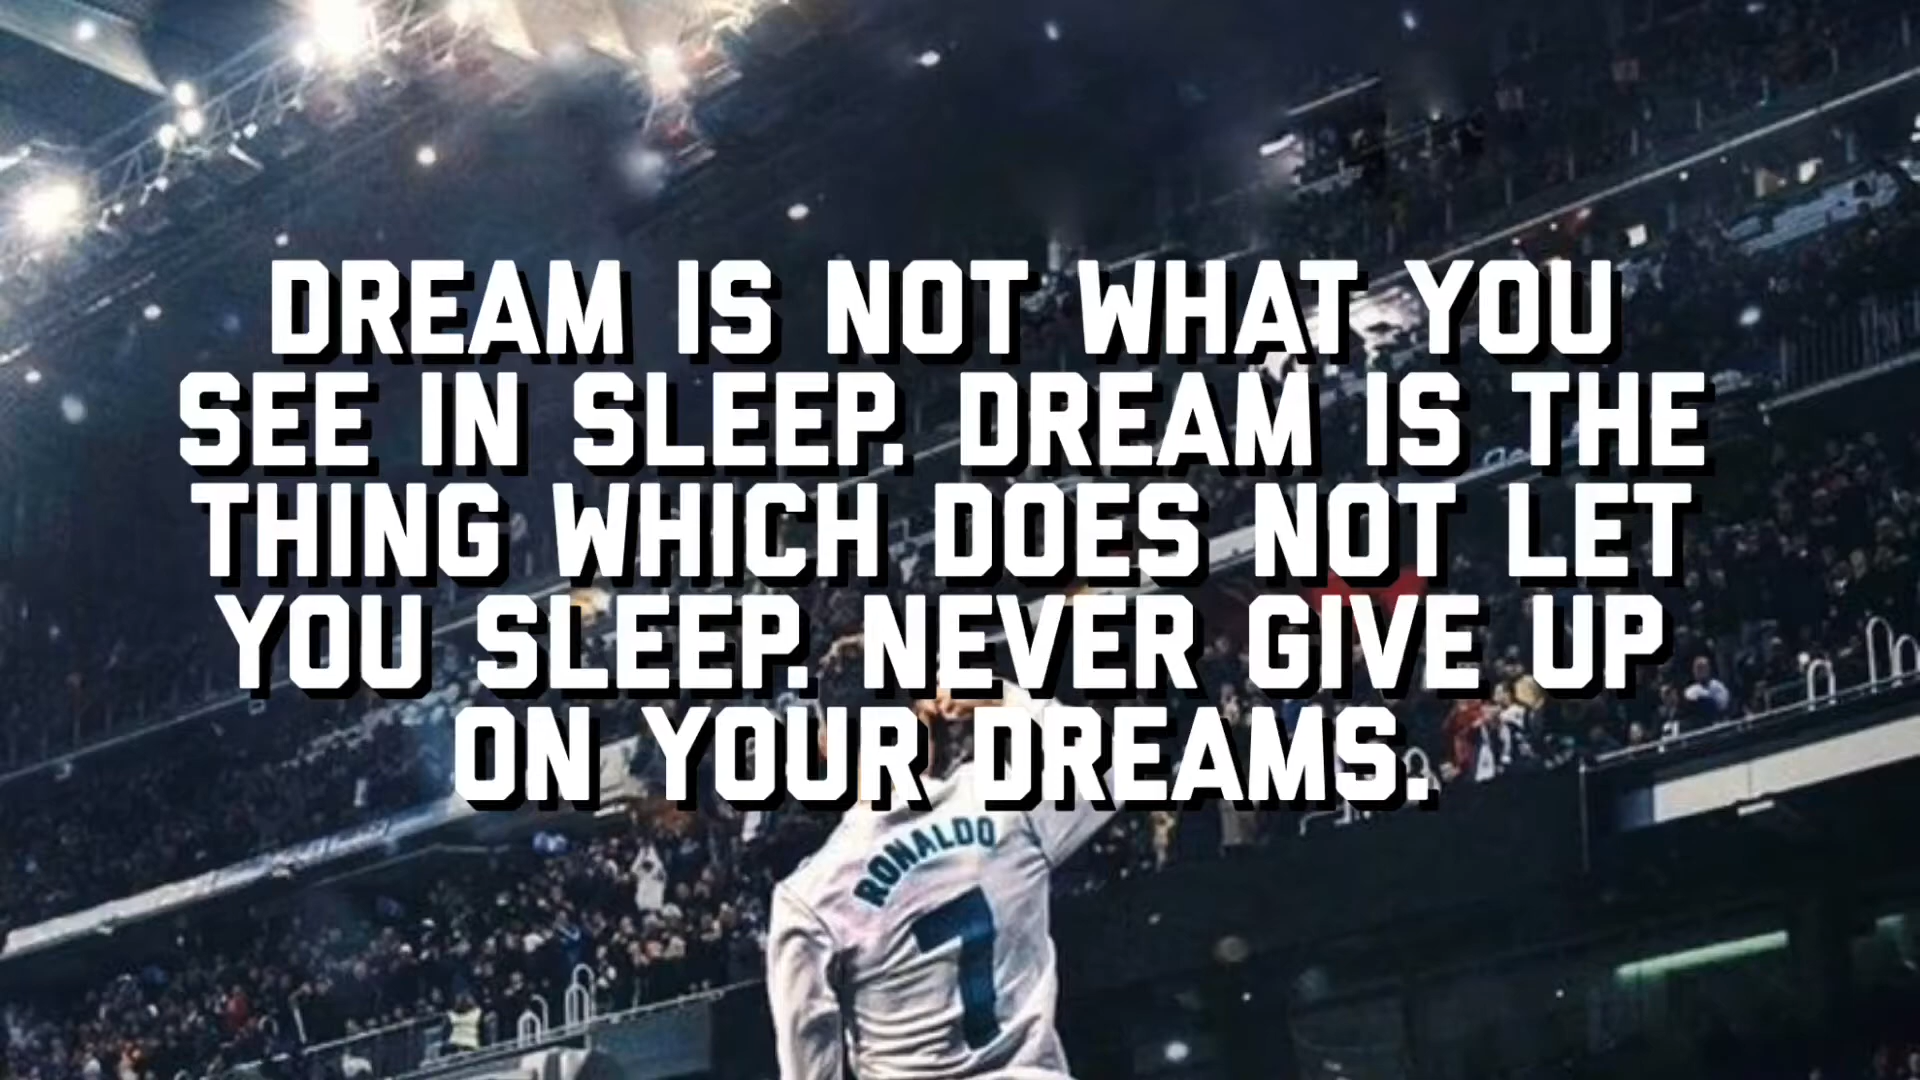 DREAM IS NOT WHAT YOU
SEE IN SLEEP. DREAM IS THE
THING WHICH DOES NOT LET
YOU SLEEP. NEVER GIVE UP
ON YOUR DREAMS.
RONALDO
7